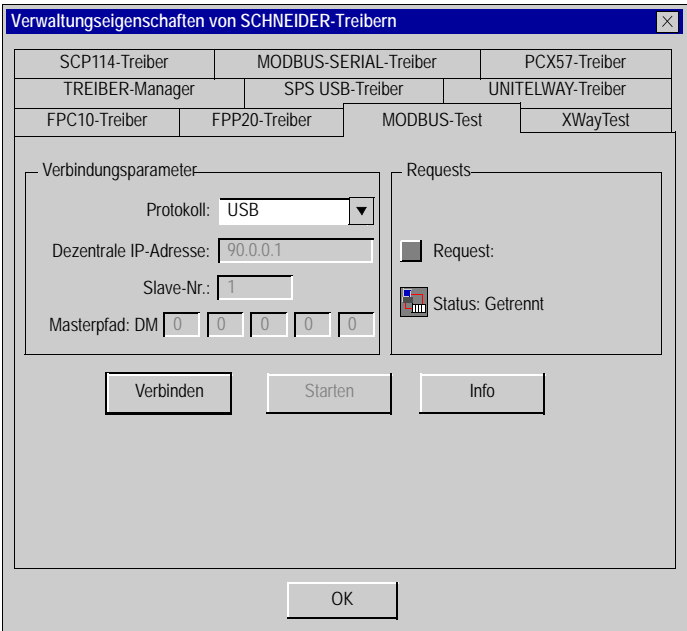 Verwaltungseigenschaften von SCHNEIDER-Treibern
SCP114-Treiber MODBUS-SERIAL-Treiber PCX57-Treiber
TREIBER-Manager SPS USB-Treiber UNITELWAY-Treiber
FPC10-Treiber FPP20-Treiber MODBUS-Test XWayTest
Verbindungsparameter Requests
Protokoll: USB
Dezentrale IP-Adresse: 90.0.0.1 Request:
Slave-Nr.: 1
Status: Getrennt
Masterpfad: DM 0 0 0 0 0
Verbinden Starten Info
OK